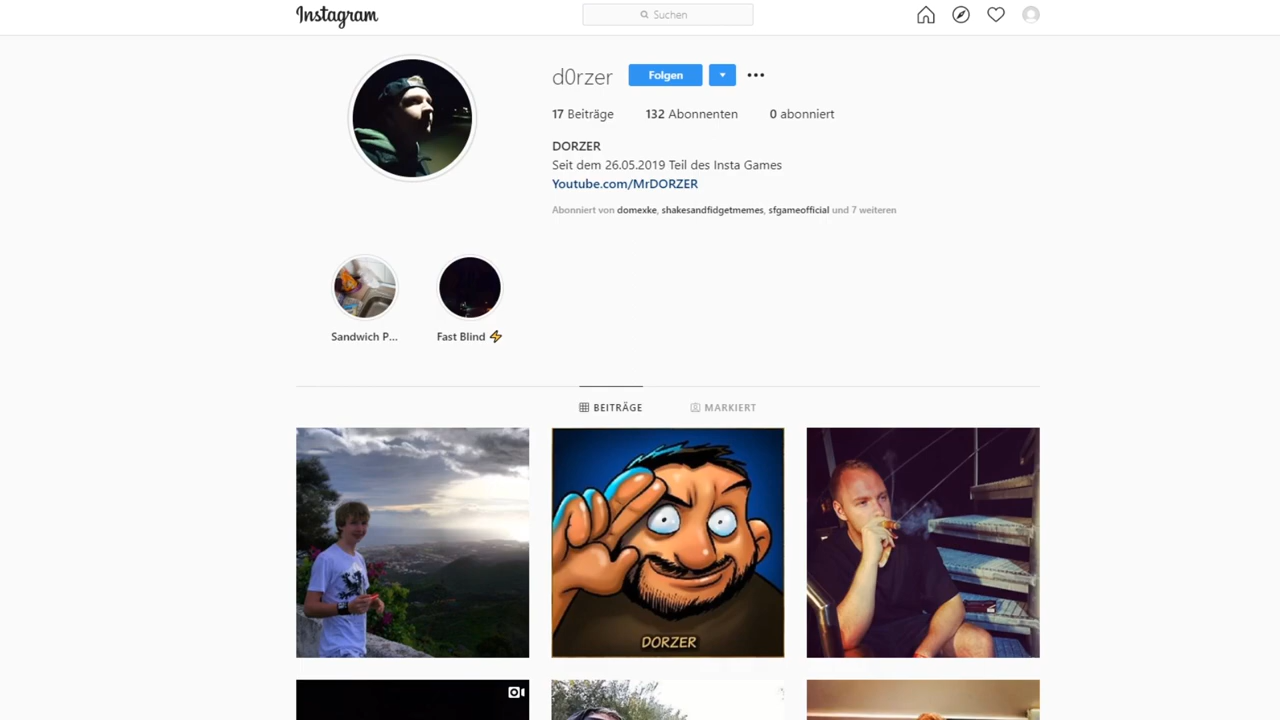 Instagram
Suchen
d0rzer
Folgen
17 Beiträge 132 Abonnenten 0 abonniert
DORZER
Seit dem 26.05.2019 Teil des Insta Games
Youtube.com/MrDORZER
Abonniert von domexke, shakesandfidgetmemes, sfgameofficial und 7 weiteren
Sandwich P... Fast Blind ⚡
BEITRÄGE MARKIERT
DORZER